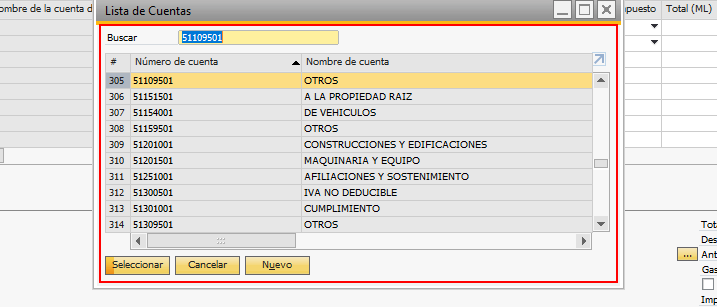 ombre de la cuenta d
Lista de Cuentas
puesto Total (ML)
Buscar 51109501
# Número de cuenta Nombre de cuenta
305 51109501 OTROS
306 51151501 A LA PROPIEDAD RAIZ
307 51154001 DE VEHICULOS
308 51159501 OTROS
309 51201001 CONSTRUCCIONES Y EDIFICACIONES
310 51201501 MAQUINARIA Y EQUIPO
311 51251001 AFILIACIONES Y SOSTENIMIENTO
312 51300501 IVA NO DEDUCIBLE
313 51301001 CUMPLIMIENTO
314 51309501 OTROS
Seleccionar Cancelar Nuevo
Tota
Des
... Ant
Gas
Imp